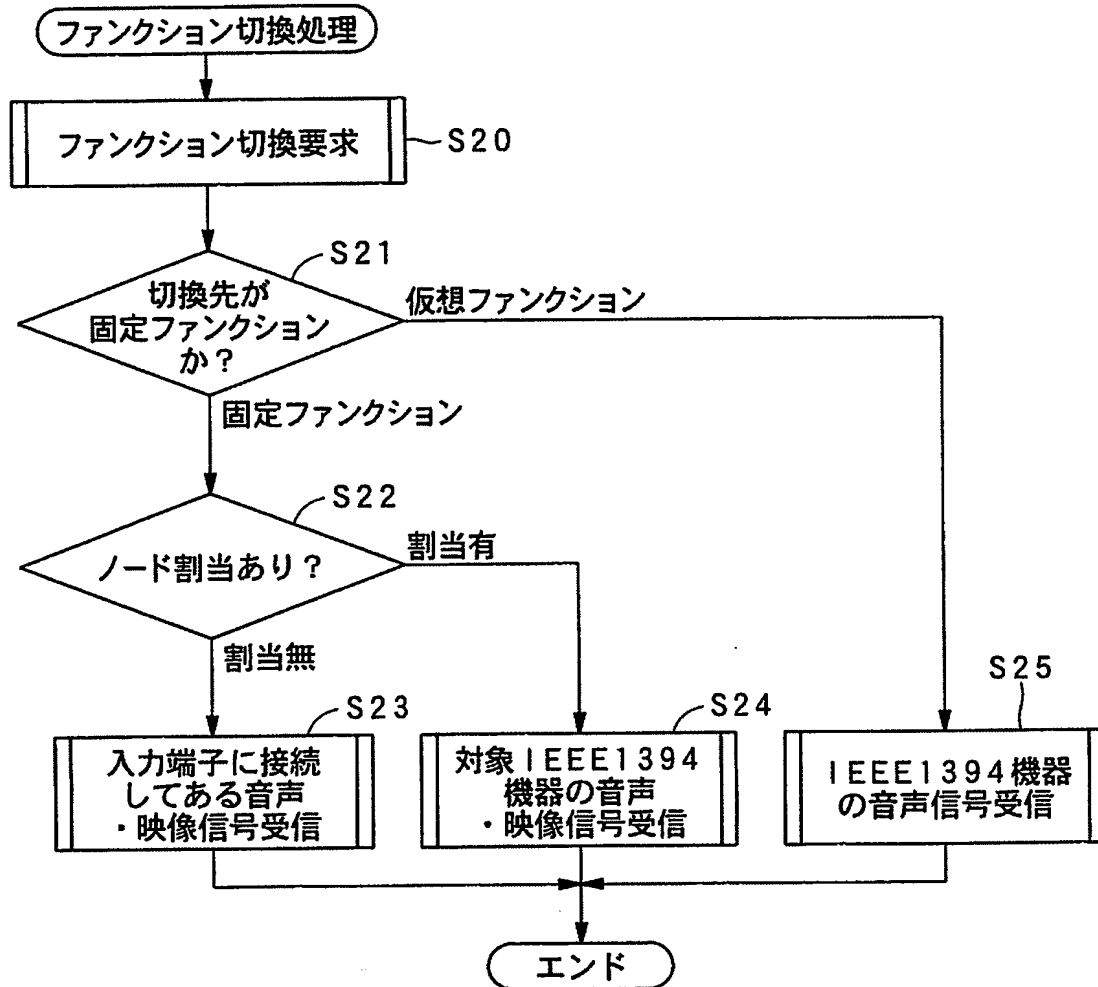 ファンクション切換処理
ファンクション切換要求
S20
S21
切換先が
固定ファンクション
か？
仮想ファンクション
固定ファンクション
S22
ノード割当あり？
割当有
割当無
S23
入力端子に接続
してある音声
・映像信号受信
S24
対象IEEE1394
機器の音声
・映像信号受信
S25
IEEE1394機器
の音声信号受信
エンド